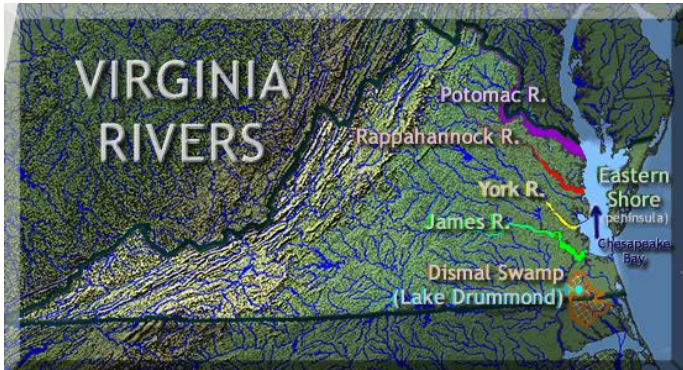 VIRGINIA
RIVERS
Potomac R.
Rappahannock R.
York R.
James R.
Eastern
Shore
(peninsula)
Chesapeake
Bay
Dismal Swamp
(Lake Drummond)